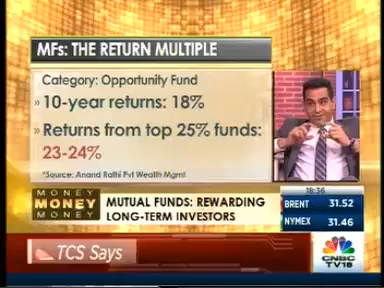 MFs: THE RETURN MULTIPLE
Category: Opportunity Fund
» 10-year returns: 18%
» Returns from top 25% funds:
23-24%
*Source: Anand Rathi Pvt Wealth Mgmt
MONEY
MONEY
MONEY
MUTUAL FUNDS: REWARDING
LONG-TERM INVESTORS
18:36
BRENT 31.52
NYMEX 31.46
TCS Says
CNBC
TV18